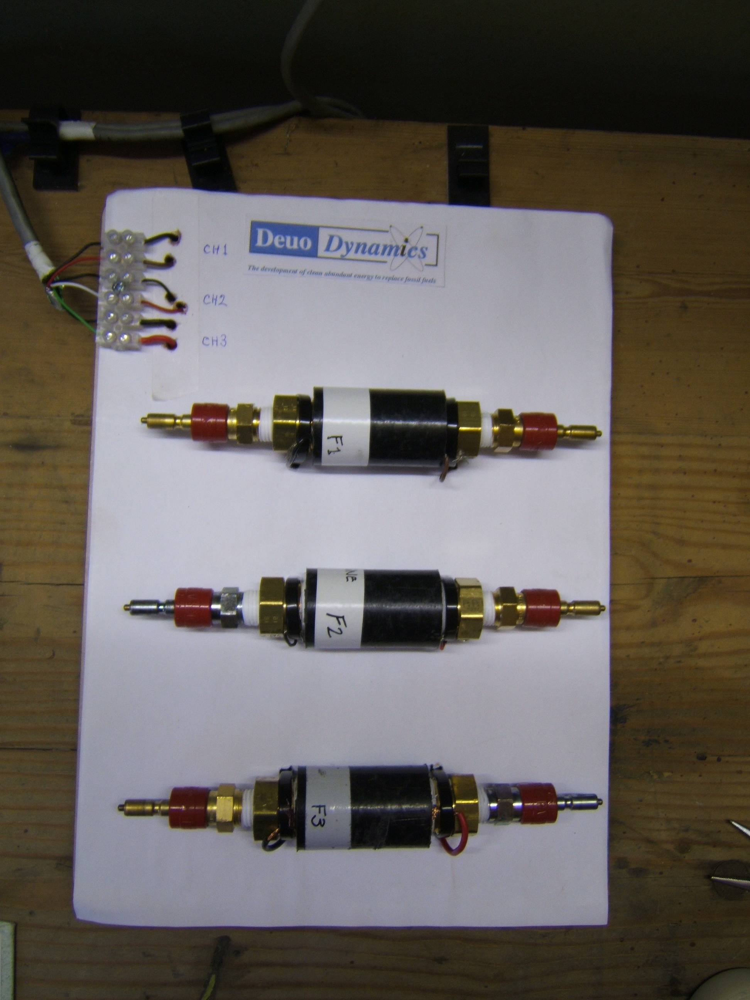 Deuo Dynamics
The development of clean abundant energy to replace fossil fuels
CH1
CH2
CH3
F1
F2
F3